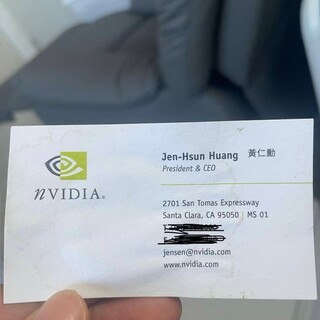 Jen-Hsun Huang 黃仁勳
President & CEO
nVIDIA®
2701 San Tomas Expressway
Santa Clara, CA 95050 | MS 01
jensen@nvidia.com
www.nvidia.com